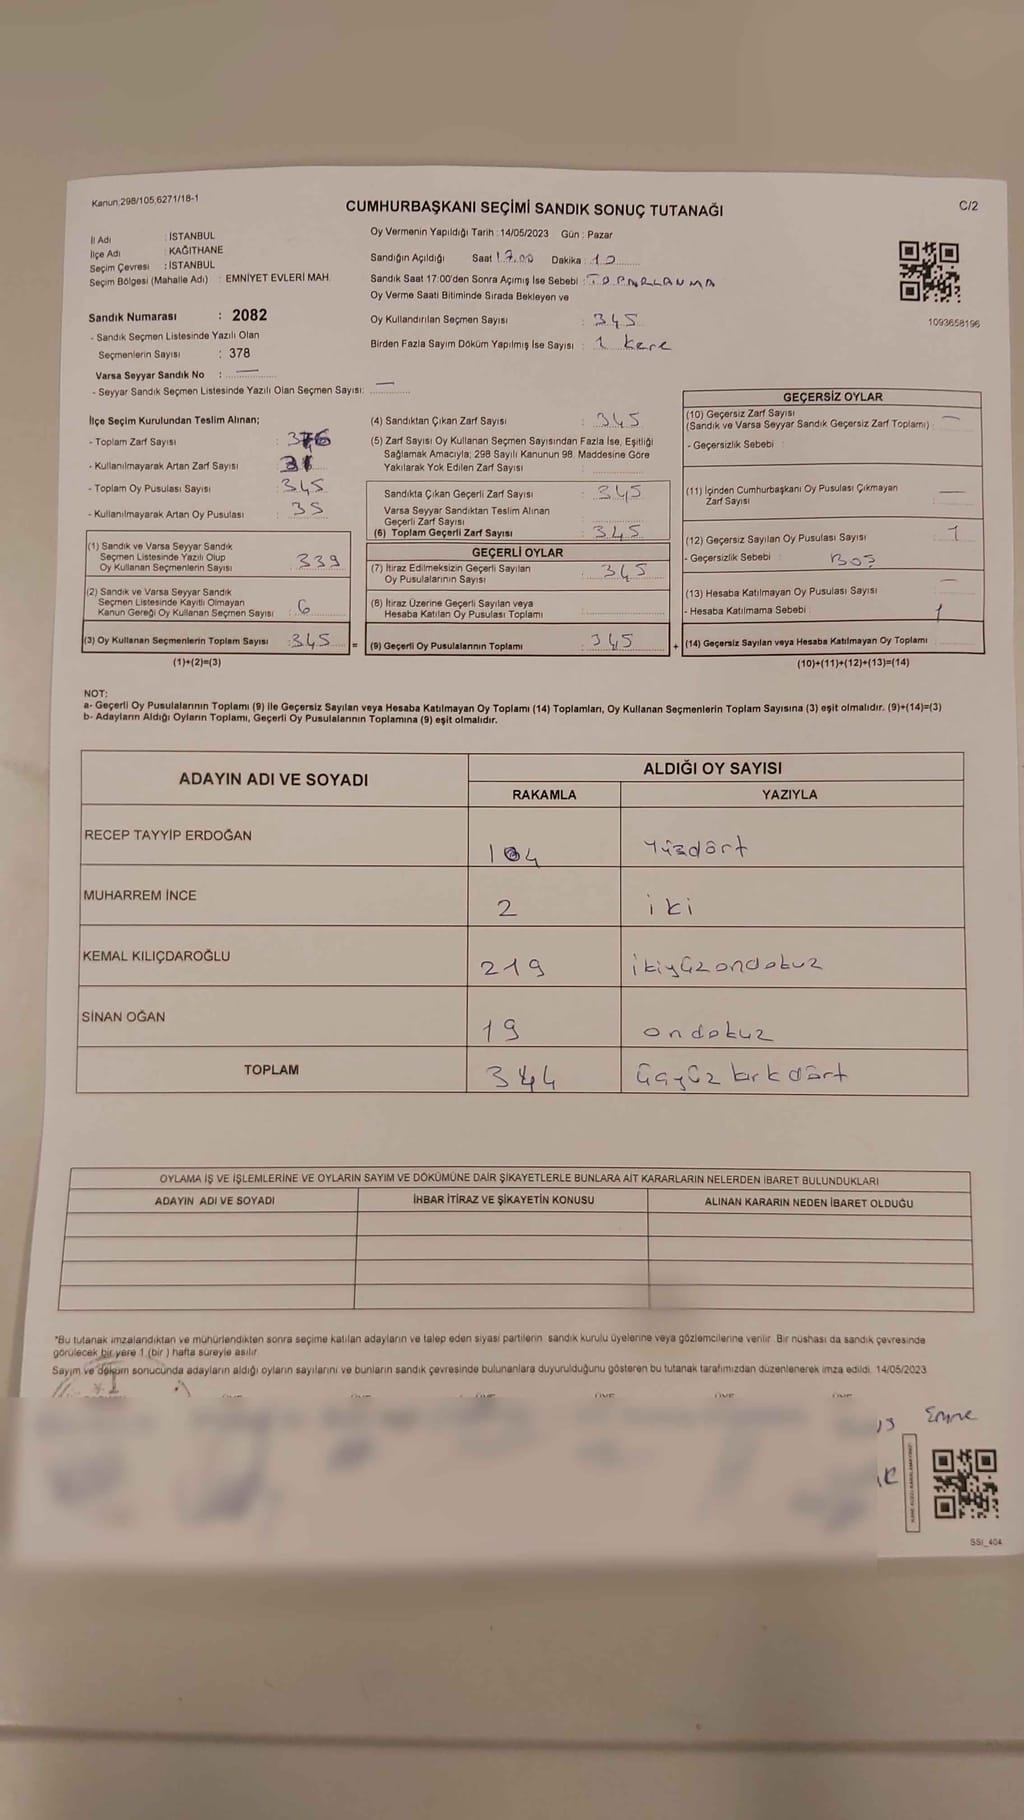 Kanun;298/105,6271/18-1
CUMHURBAŞKANI SEÇİMİ SANDIK SONUÇ TUTANAĞI
C/2
İl Adı : İSTANBUL
İlçe Adı : KAĞITHANE
Seçim Çevresi : İSTANBUL
Seçim Bölgesi (Mahalle Adı) : EMNİYET EVLERİ MAH.
Sandık Numarası : 2082
- Sandık Seçmen Listesinde Yazılı Olan
Seçmenlerin Sayısı : 378
Varsa Seyyar Sandık No : —
- Seyyar Sandık Seçmen Listesinde Yazılı Olan Seçmen Sayısı: —
Oy Vermenin Yapıldığı Tarih : 14/05/2023 Gün : Pazar
Sandığın Açıldığı Saat 17.00 Dakika : 10
Sandık Saat 17:00'den Sonra Açımış İse Sebebi : TOPARLANMA
Oy Verme Saati Bitiminde Sırada Bekleyen ve
Oy Kullandırılan Seçmen Sayısı : 345
Birden Fazla Sayım Döküm Yapılmış İse Sayısı : 1 kere
1093658196
İlçe Seçim Kurulundan Teslim Alınan;
- Toplam Zarf Sayısı :
- Kullanılmayarak Artan Zarf Sayısı :
- Toplam Oy Pusulası Sayısı : 345
- Kullanılmayarak Artan Oy Pusulası : 35
(1) Sandık ve Varsa Seyyar Sandık
Seçmen Listesinde Yazılı Olup
Oy Kullanan Seçmenlerin Sayısı : 339
(2) Sandık ve Varsa Seyyar Sandık
Seçmen Listesinde Kayıtlı Olmayan
Kanun Gereği Oy Kullanan Seçmen Sayısı : 6
(3) Oy Kullanan Seçmenlerin Toplam Sayısı : 345 =
(1)+(2)=(3)
(4) Sandıktan Çıkan Zarf Sayısı : 345
(5) Zarf Sayısı Oy Kullanan Seçmen Sayısından Fazla İse, Eşitliği
Sağlamak Amacıyla; 298 Sayılı Kanunun 98. Maddesine Göre
Yakılarak Yok Edilen Zarf Sayısı :
Sandıkta Çıkan Geçerli Zarf Sayısı : 345
Varsa Seyyar Sandıktan Teslim Alınan
Geçerli Zarf Sayısı
(6) Toplam Geçerli Zarf Sayısı : 345
GEÇERLİ OYLAR
(7) İtiraz Edilmeksizin Geçerli Sayılan
Oy Pusulalarının Sayısı : 345
(8) İtiraz Üzerine Geçerli Sayılan veya
Hesaba Katılan Oy Pusulası Toplamı :
(9) Geçerli Oy Pusulalarının Toplamı : 345 +
GEÇERSİZ OYLAR
(10) Geçersiz Zarf Sayısı
(Sandık ve Varsa Seyyar Sandık Geçersiz Zarf Toplamı) : —
- Geçersizlik Sebebi :
(11) İçinden Cumhurbaşkanı Oy Pusulası Çıkmayan
Zarf Sayısı —
(12) Geçersiz Sayılan Oy Pusulası Sayısı : 1
- Geçersizlik Sebebi : Boş
(13) Hesaba Katılmayan Oy Pusulası Sayısı : —
- Hesaba Katılmama Sebebi : 1
(14) Geçersiz Sayılan veya Hesaba Katılmayan Oy Toplamı
(10)+(11)+(12)+(13)=(14)
NOT:
a- Geçerli Oy Pusulalarının Toplamı (9) ile Geçersiz Sayılan veya Hesaba Katılmayan Oy Toplamı (14) Toplamları, Oy Kullanan Seçmenlerin Toplam Sayısına (3) eşit olmalıdır. (9)+(14)=(3)
b- Adayların Aldığı Oyların Toplamı, Geçerli Oy Pusulalarının Toplamına (9) eşit olmalıdır.
ADAYIN ADI VE SOYADI
ALDIĞI OY SAYISI
RAKAMLA YAZIYLA
RECEP TAYYİP ERDOĞAN 104 Yüzdört
MUHARREM İNCE 2 iki
KEMAL KILIÇDAROĞLU 219 ikiyüzondokuz
SİNAN OĞAN 19 ondokuz
TOPLAM 344 üçyüz kırkdört
OYLAMA İŞ VE İŞLEMLERİNE VE OYLARIN SAYIM VE DÖKÜMÜNE DAİR ŞİKAYETLERLE BUNLARA AİT KARARLARIN NELERDEN İBARET BULUNDUKLARI
ADAYIN ADI VE SOYADI İHBAR İTİRAZ VE ŞİKAYETİN KONUSU ALINAN KARARIN NEDEN İBARET OLDUĞU
*Bu tutanak imzalandıktan ve mühürlendikten sonra seçime katılan adayların ve talep eden siyasi partilerin sandık kurulu üyelerine veya gözlemcilerine verilir. Bir nüshası da sandık çevresinde
görülecek bir yere 1 (bir ) hafta süreyle asılır.
Sayım ve döküm sonucunda adayların aldığı oyların sayılarını ve bunların sandık çevresinde bulunanlara duyurulduğunu gösteren bu tutanak tarafımızdan düzenlenerek imza edildi. 14/05/2023
Emre
SSI_404